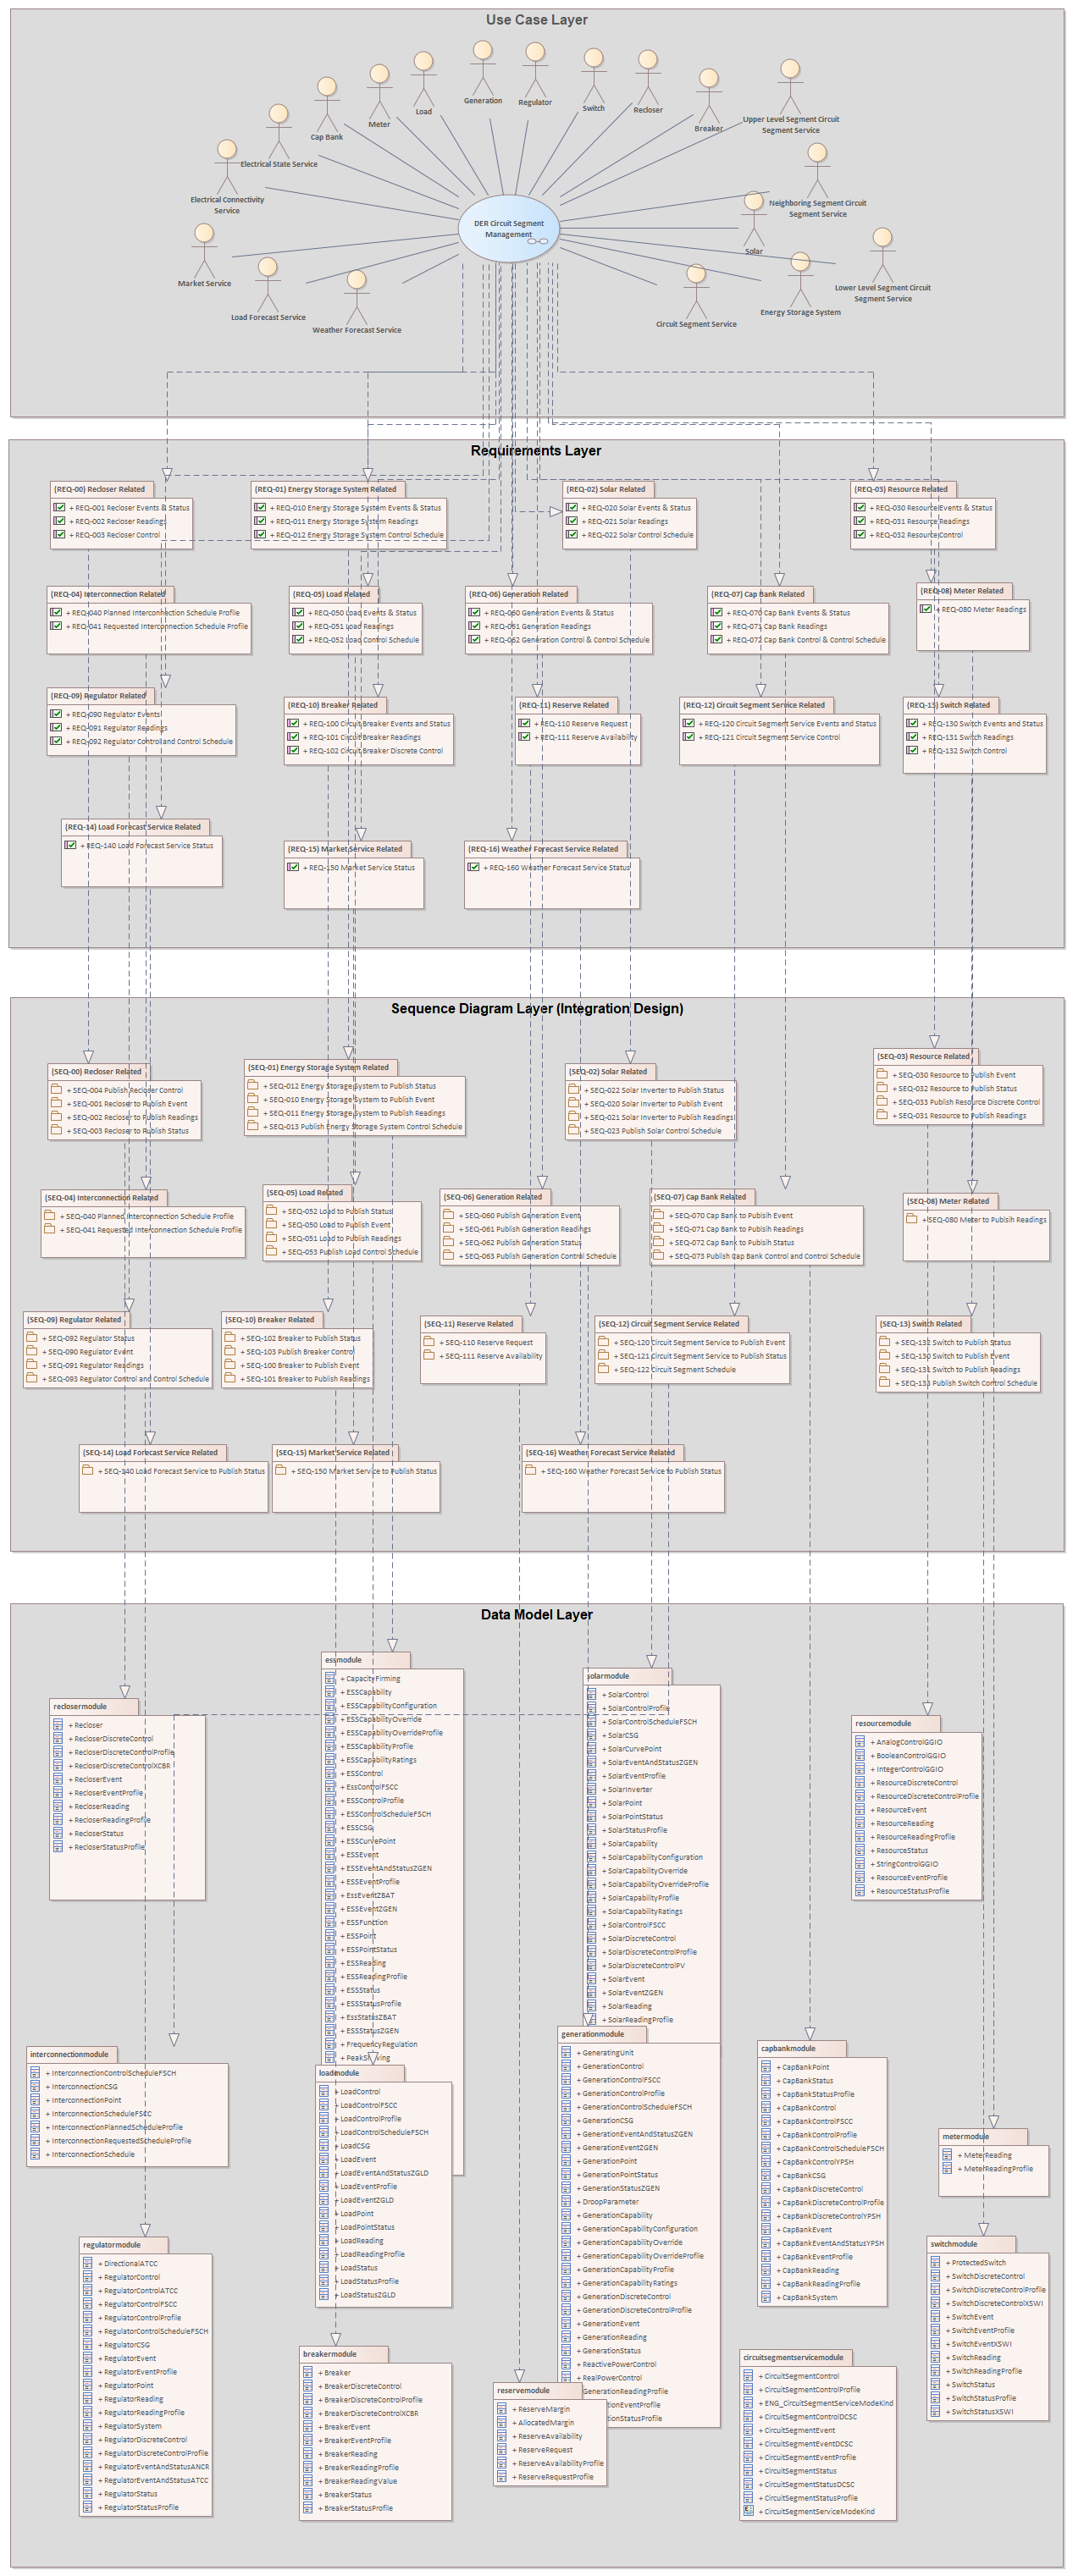 Use Case Layer
Generation
Regulator
Switch
Recloser
Load
Meter
Breaker
Upper Level Segment Circuit
Segment Service
Cap Bank
Electrical State Service
Electrical Connectivity
Service
Neighboring Segment Circuit
Segment Service
DER Circuit Segment
Management
Solar
Market Service
Lower Level Segment Circuit
Segment Service
Load Forecast Service
Weather Forecast Service
Circuit Segment Service
Energy Storage System
Requirements Layer
(REQ-00) Recloser Related
+ REQ-001 Recloser Events & Status
+ REQ-002 Recloser Readings
+ REQ-003 Recloser Control
(REQ-01) Energy Storage System Related
+ REQ-010 Energy Storage System Events & Status
+ REQ-011 Energy Storage System Readings
+ REQ-012 Energy Storage System Control Schedule
(REQ-02) Solar Related
+ REQ-020 Solar Events & Status
+ REQ-021 Solar Readings
+ REQ-022 Solar Control Schedule
(REQ-03) Resource Related
+ REQ-030 Resource Events & Status
+ REQ-031 Resource Readings
+ REQ-032 Resource Control
(REQ-04) Interconnection Related
+ REQ-040 Planned Interconnection Schedule Profile
+ REQ-041 Requested Interconnection Schedule Profile
(REQ-05) Load Related
+ REQ-050 Load Events & Status
+ REQ-051 Load Readings
+ REQ-052 Load Control Schedule
(REQ-06) Generation Related
+ REQ-060 Generation Events & Status
+ REQ-061 Generation Readings
+ REQ-062 Generation Control & Control Schedule
(REQ-07) Cap Bank Related
+ REQ-070 Cap Bank Events & Status
+ REQ-071 Cap Bank Readings
+ REQ-072 Cap Bank Control & Control Schedule
(REQ-08) Meter Related
+ REQ-080 Meter Readings
(REQ-09) Regulator Related
+ REQ-090 Regulator Events
+ REQ-091 Regulator Readings
+ REQ-092 Regulator Control and Control Schedule
(REQ-10) Breaker Related
+ REQ-100 Circuit Breaker Events and Status
+ REQ-101 Circuit Breaker Readings
+ REQ-102 Circuit Breaker Discrete Control
(REQ-11) Reserve Related
+ REQ-110 Reserve Request
+ REQ-111 Reserve Availability
(REQ-12) Circuit Segment Service Related
+ REQ-120 Circuit Segment Service Events and Status
+ REQ-121 Circuit Segment Service Control
(REQ-13) Switch Related
+ REQ-130 Switch Events and Status
+ REQ-131 Switch Readings
+ REQ-132 Switch Control
(REQ-14) Load Forecast Service Related
+ REQ-140 Load Forecast Service Status
(REQ-15) Market Service Related
+ REQ-150 Market Service Status
(REQ-16) Weather Forecast Service Related
+ REQ-160 Weather Forecast Service Status
Sequence Diagram Layer (Integration Design)
(SEQ-00) Recloser Related
+ SEQ-004 Publish Recloser Control
+ SEQ-001 Recloser to Publish Event
+ SEQ-002 Recloser to Publish Readings
+ SEQ-003 Recloser to Publish Status
(SEQ-01) Energy Storage System Related
+ SEQ-012 Energy Storage System to Publish Status
+ SEQ-010 Energy Storage System to Publish Event
+ SEQ-011 Energy Storage System to Publish Readings
+ SEQ-013 Publish Energy Storage System Control Schedule
(SEQ-02) Solar Related
+ SEQ-022 Solar Inverter to Publish Status
+ SEQ-020 Solar Inverter to Publish Event
+ SEQ-021 Solar Inverter to Publish Readings
+ SEQ-023 Publish Solar Control Schedule
(SEQ-03) Resource Related
+ SEQ-030 Resource to Publish Event
+ SEQ-032 Resource to Publish Status
+ SEQ-033 Publish Resource Discrete Control
+ SEQ-031 Resource to Publish Readings
(SEQ-04) Interconnection Related
+ SEQ-040 Planned Interconnection Schedule Profile
+ SEQ-041 Requested Interconnection Schedule Profile
(SEQ-05) Load Related
+ SEQ-052 Load to Publish Status
+ SEQ-050 Load to Publish Event
+ SEQ-051 Load to Publish Readings
+ SEQ-053 Publish Load Control Schedule
(SEQ-06) Generation Related
+ SEQ-060 Publish Generation Event
+ SEQ-061 Publish Generation Readings
+ SEQ-062 Publish Generation Status
+ SEQ-063 Publish Generation Control Schedule
(SEQ-07) Cap Bank Related
+ SEQ-070 Cap Bank to Publish Event
+ SEQ-071 Cap Bank to Publish Readings
+ SEQ-072 Cap Bank to Publish Status
+ SEQ-073 Publish Cap Bank Control and Control Schedule
(SEQ-08) Meter Related
+ SEQ-080 Meter to Publish Readings
(SEQ-09) Regulator Related
+ SEQ-092 Regulator Status
+ SEQ-090 Regulator Event
+ SEQ-091 Regulator Readings
+ SEQ-093 Regulator Control and Control Schedule
(SEQ-10) Breaker Related
+ SEQ-102 Breaker to Publish Status
+ SEQ-103 Publish Breaker Control
+ SEQ-100 Breaker to Publish Event
+ SEQ-101 Breaker to Publish Readings
(SEQ-11) Reserve Related
+ SEQ-110 Reserve Request
+ SEQ-111 Reserve Availability
(SEQ-12) Circuit Segment Service Related
+ SEQ-120 Circuit Segment Service to Publish Event
+ SEQ-121 Circuit Segment Service to Publish Status
+ SEQ-122 Circuit Segment Schedule
(SEQ-13) Switch Related
+ SEQ-132 Switch to Publish Status
+ SEQ-130 Switch to Publish Event
+ SEQ-131 Switch to Publish Readings
+ SEQ-133 Publish Switch Control Schedule
(SEQ-14) Load Forecast Service Related
+ SEQ-140 Load Forecast Service to Publish Status
(SEQ-15) Market Service Related
+ SEQ-150 Market Service to Publish Status
(SEQ-16) Weather Forecast Service Related
+ SEQ-160 Weather Forecast Service to Publish Status
Data Model Layer
reclosermodule
+ Recloser
+ RecloserDiscreteControl
+ RecloserDiscreteControlProfile
+ RecloserDiscreteControlXCBR
+ RecloserEvent
+ RecloserEventProfile
+ RecloserReading
+ RecloserReadingProfile
+ RecloserStatus
+ RecloserStatusProfile
essmodule
+ CapacityFirming
+ ESSCapability
+ ESSCapabilityConfiguration
+ ESSCapabilityOverride
+ ESSCapabilityOverrideProfile
+ ESSCapabilityProfile
+ ESSCapabilityRatings
+ ESSControl
+ EssControlFSCC
+ ESSControlProfile
+ ESSControlScheduleFSCH
+ ESSCSG
+ ESSCurvePoint
+ ESSEvent
+ ESSEventAndStatusZGEN
+ ESSEventProfile
+ EssEventZBAT
+ ESSEventZGEN
+ ESSFunction
+ ESSPoint
+ ESSPointStatus
+ ESSReading
+ ESSReadingProfile
+ ESSStatus
+ ESSStatusProfile
+ EssStatusZBAT
+ ESSStatusZGEN
+ FrequencyRegulation
+ PeakShaving
solarmodule
+ SolarControl
+ SolarControlProfile
+ SolarControlScheduleFSCH
+ SolarCSG
+ SolarCurvePoint
+ SolarEventAndStatusZGEN
+ SolarEventProfile
+ SolarInverter
+ SolarPoint
+ SolarPointStatus
+ SolarStatusProfile
+ SolarCapability
+ SolarCapabilityConfiguration
+ SolarCapabilityOverride
+ SolarCapabilityOverrideProfile
+ SolarCapabilityProfile
+ SolarCapabilityRatings
+ SolarControlFSCC
+ SolarDiscreteControl
+ SolarDiscreteControlProfile
+ SolarDiscreteControlPV
+ SolarEvent
+ SolarEventZGEN
+ SolarReading
+ SolarReadingProfile
resourcemodule
+ AnalogControlGGIO
+ BooleanControlGGIO
+ IntegerControlGGIO
+ ResourceDiscreteControl
+ ResourceDiscreteControlProfile
+ ResourceEvent
+ ResourceReading
+ ResourceReadingProfile
+ ResourceStatus
+ StringControlGGIO
+ ResourceEventProfile
+ ResourceStatusProfile
interconnectionmodule
+ InterconnectionControlScheduleFSCH
+ InterconnectionCSG
+ InterconnectionPoint
+ InterconnectionScheduleFSCC
+ InterconnectionPlannedScheduleProfile
+ InterconnectionRequestedScheduleProfile
+ InterconnectionSchedule
loadmodule
+ LoadControl
+ LoadControlFSCC
+ LoadControlProfile
+ LoadControlScheduleFSCH
+ LoadCSG
+ LoadEvent
+ LoadEventAndStatusZGLD
+ LoadEventProfile
+ LoadEventZGLD
+ LoadPoint
+ LoadPointStatus
+ LoadReading
+ LoadReadingProfile
+ LoadStatus
+ LoadStatusProfile
+ LoadStatusZGLD
generationmodule
+ GeneratingUnit
+ GenerationControl
+ GenerationControlFSCC
+ GenerationControlProfile
+ GenerationControlScheduleFSCH
+ GenerationCSG
+ GenerationEventAndStatusZGEN
+ GenerationEventZGEN
+ GenerationPoint
+ GenerationPointStatus
+ GenerationStatusZGEN
+ DroopParameter
+ GenerationCapability
+ GenerationCapabilityConfiguration
+ GenerationCapabilityOverride
+ GenerationCapabilityOverrideProfile
+ GenerationCapabilityProfile
+ GenerationCapabilityRatings
+ GenerationDiscreteControl
+ GenerationDiscreteControlProfile
+ GenerationEvent
+ GenerationReading
+ GenerationStatus
+ ReactivePowerControl
+ RealPowerControl
GenerationReadingProfile
tionEventProfile
tionStatusProfile
capbankmodule
+ CapBankPoint
+ CapBankStatus
+ CapBankStatusProfile
+ CapBankControl
+ CapBankControlFSCC
+ CapBankControlProfile
+ CapBankControlScheduleFSCH
+ CapBankControlYPSH
+ CapBankCSG
+ CapBankDiscreteControl
+ CapBankDiscreteControlProfile
+ CapBankDiscreteControlYPSH
+ CapBankEvent
+ CapBankEventAndStatusYPSH
+ CapBankEventProfile
+ CapBankReading
+ CapBankReadingProfile
+ CapBankSystem
metermodule
+ MeterReading
+ MeterReadingProfile
regulatormodule
+ DirectionalATCC
+ RegulatorControl
+ RegulatorControlATCC
+ RegulatorControlFSCC
+ RegulatorControlProfile
+ RegulatorControlScheduleFSCH
+ RegulatorCSG
+ RegulatorEvent
+ RegulatorEventProfile
+ RegulatorPoint
+ RegulatorReading
+ RegulatorReadingProfile
+ RegulatorSystem
+ RegulatorDiscreteControl
+ RegulatorDiscreteControlProfile
+ RegulatorEventAndStatusANCR
+ RegulatorEventAndStatusATCC
+ RegulatorStatus
+ RegulatorStatusProfile
switchmodule
+ ProtectedSwitch
+ SwitchDiscreteControl
+ SwitchDiscreteControlProfile
+ SwitchDiscreteControlXSWI
+ SwitchEvent
+ SwitchEventProfile
+ SwitchEventXSWI
+ SwitchReading
+ SwitchReadingProfile
+ SwitchStatus
+ SwitchStatusProfile
+ SwitchStatusXSWI
breakermodule
+ Breaker
+ BreakerDiscreteControl
+ BreakerDiscreteControlProfile
+ BreakerDiscreteControlXCBR
+ BreakerEvent
+ BreakerEventProfile
+ BreakerReading
+ BreakerReadingProfile
+ BreakerReadingValue
+ BreakerStatus
+ BreakerStatusProfile
reservemodule
+ ReserveMargin
+ AllocatedMargin
+ ReserveAvailability
+ ReserveRequest
+ ReserveAvailabilityProfile
+ ReserveRequestProfile
circuitsegmentservicemodule
+ CircuitSegmentControl
+ CircuitSegmentControlProfile
+ ENG_CircuitSegmentServiceModeKind
+ CircuitSegmentControlDCSC
+ CircuitSegmentEvent
+ CircuitSegmentEventDCSC
+ CircuitSegmentEventProfile
+ CircuitSegmentStatus
+ CircuitSegmentStatusDCSC
+ CircuitSegmentStatusProfile
+ CircuitSegmentServiceModeKind